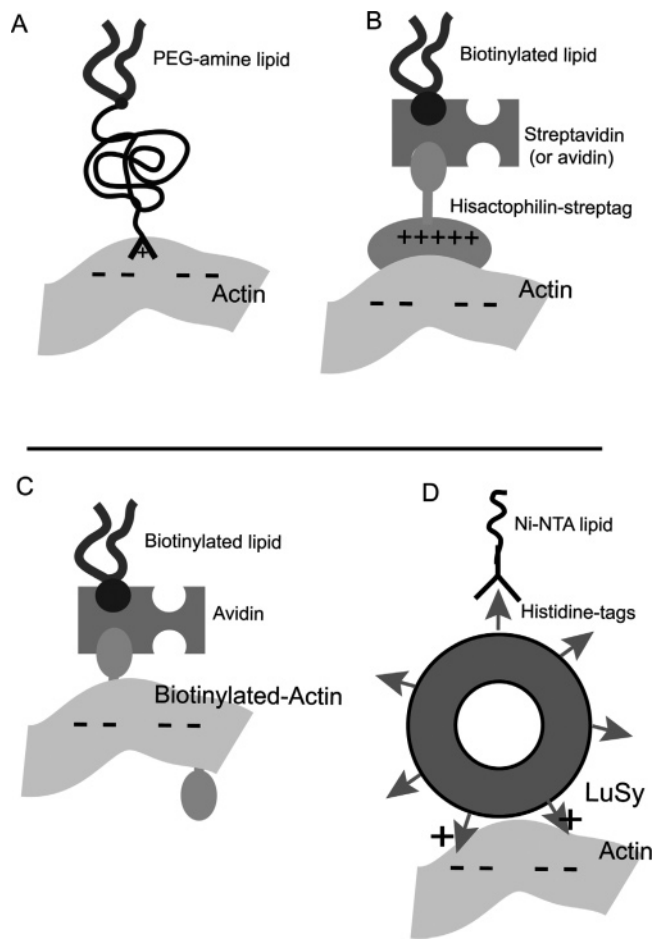 A
PEG-amine lipid
+
- - - -
Actin
B
Biotinylated lipid
Streptavidin
(or avidin)
Hisactophilin-streptag
+++++
- - - -
Actin
C
Biotinylated lipid
Avidin
Biotinylated-Actin
- - - -
D
Ni-NTA lipid
Histidine-tags
LuSy
+ +
Actin
- - - -